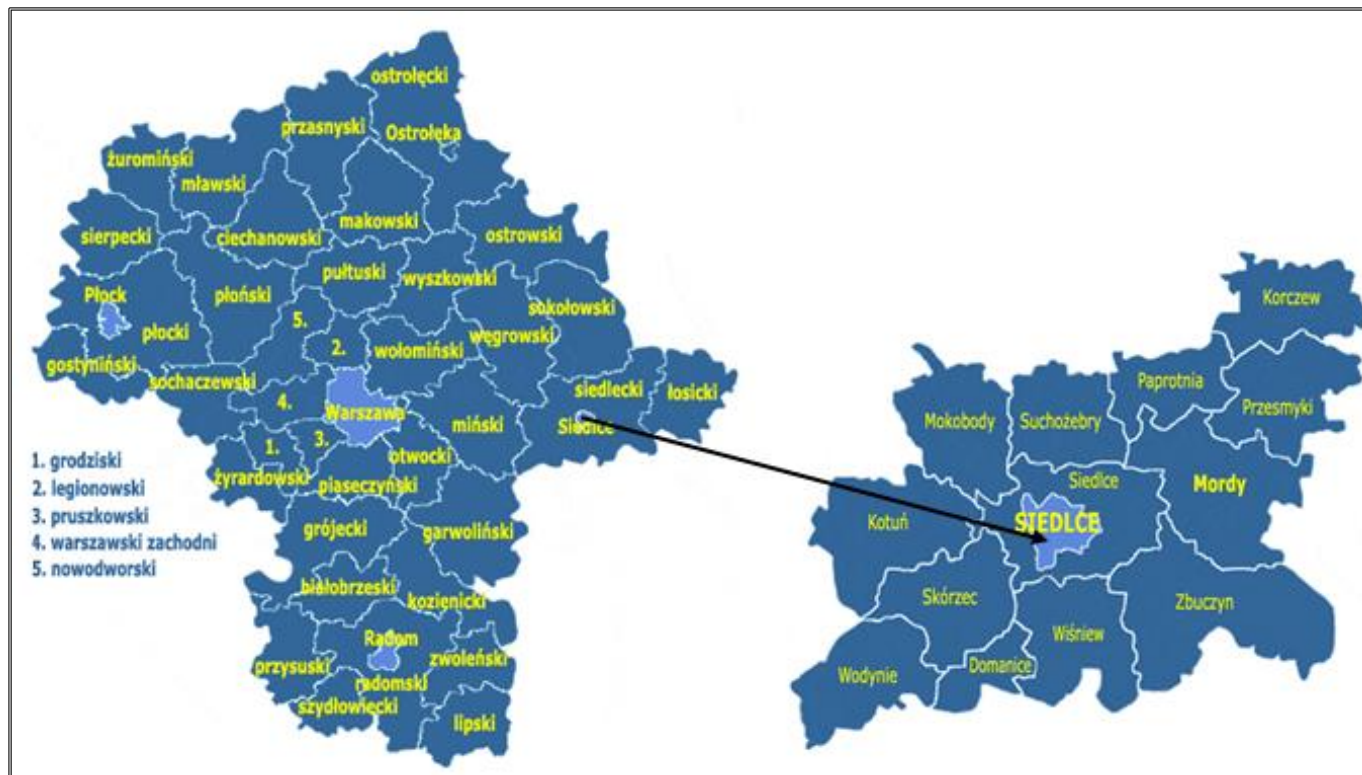 ostrołęcki
przasnyski
Ostrołęka
żuromiński
mławski
makowski
sierpecki
ciechanowski
ostrowski
pułtuski
wyszkowski
Płock
płoński
sokołowski
5.
płocki
węgrowski
2.
wołomiński
gostyniński
sochaczewski
siedlecki
łosicki
4.
Warszawa
miński
Siedlce
3.
1.
otwocki
żyrardowski
piaseczyński
grójecki
garwoliński
białobrzeski
kozienicki
Radom
zwoleński
przysuski
radomski
szydłowiecki
lipski
1. grodziski
2. legionowski
3. pruszkowski
4. warszawski zachodni
5. nowodworski
Korczew
Paprotnia
Przesmyki
Mokobody
Suchożebry
Siedlce
Mordy
Kotuń
SIEDLCE
Skórzec
Zbuczyn
Wiśniew
Domanice
Wodynie